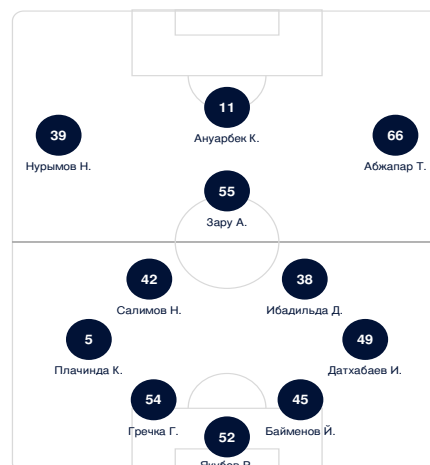 11
Ануарбек К.
39
Нурымов Н.
66
Абжапар Т.
55
Зару А.
42
Салимов Н.
38
Ибадильда Д.
5
Плачинда К.
49
Датхабаев И.
54
Гречка Г.
45
Байменов Й.
52